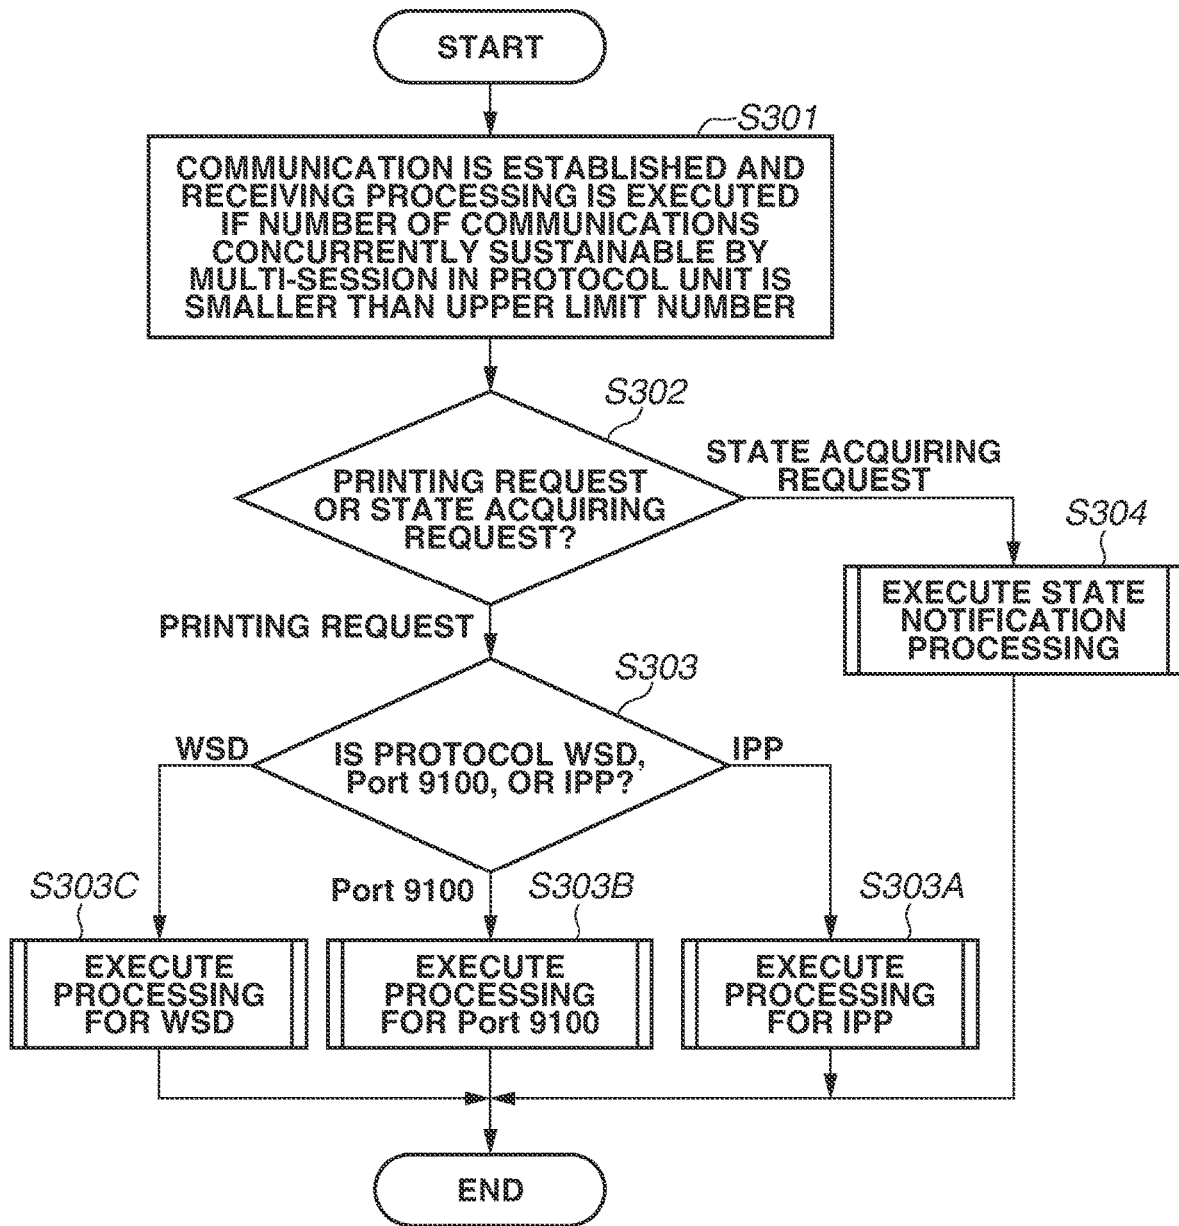 START
S301
COMMUNICATION IS ESTABLISHED AND
RECEIVING PROCESSING IS EXECUTED
IF NUMBER OF COMMUNICATIONS
CONCURRENTLY SUSTAINABLE BY
MULTI-SESSION IN PROTOCOL UNIT IS
SMALLER THAN UPPER LIMIT NUMBER
S302
PRINTING REQUEST
OR STATE ACQUIRING
REQUEST?
STATE ACQUIRING
REQUEST
S304
EXECUTE STATE
NOTIFICATION
PROCESSING
PRINTING REQUEST
S303
WSD
IS PROTOCOL WSD,
Port 9100, OR IPP?
IPP
S303C
Port 9100
S303B
S303A
EXECUTE
PROCESSING
FOR WSD
EXECUTE
PROCESSING
FOR Port 9100
EXECUTE
PROCESSING
FOR IPP
END